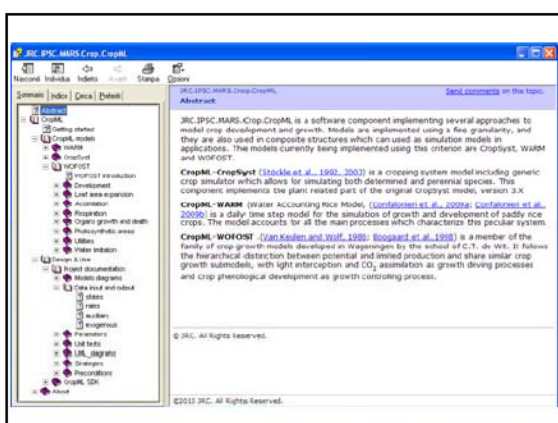 JRC.IPSC.MARS.Crop.CropML
Nascondi Individua Indietro Avanti Stampa Opzioni
Sommario Indice Cerca Preferiti
Abstract
CropML
Getting started
CropML models
WARM
CropSyst
WOFOST
WOFOST introduction
Development
Leaf area expansion
Assimilation
Respiration
Organs growth and death
Photosynthetic areas
Utilities
Water limitation
Design & Use
Project documentation
Models diagrams
Data input and output
states
rates
auxiliary
exogenous
Parameters
Unit tests
UML_diagrams
Strategies
Preconditions
CropML SDK
About
JRC.IPSC.MARS.Crop.CropML
Send comments on the topic.
Abstract
JRC.IPSC.MARS.Crop.CropML is a software component implementing several approaches to
model crop development and growth. Models are implemented using a fine granularity, and
they are also used in composite structures which can used as simulation models in
applications. The models currently being implemented using this criterion are CropSyst, WARM
and WOFOST.
CropML-CropSyst (Stöckle et al., 1992, 2003) is a cropping system model including generic
crop simulator which allows for simulating both determined and perennial species. This
component implements the plant related part of the original CropSyst model, version 3.X
CropML-WARM (Water Accounting Rice Model, (Confalonieri et al., 2009a; Confalonieri et al.,
2009b) is a daily time step model for the simulation of growth and development of paddy rice
crops. The model accounts for all the processes which characterize this peculiar system.
CropML-WOFOST (Van Keulen and Wolf, 1986; Boogaard et al.,1998) is a member of the
family of crop growth models developed in Wageningen by the school of C.T. de Wit. It follows
the hierarchical distinction between potential and limited production and share similar crop
growth submodels, with light interception and CO2 assimilation as growth driving processes
and crop phenological development as growth controlling process.
© JRC. All Rights Reserved.
©2010 JRC. All Rights Reserved.